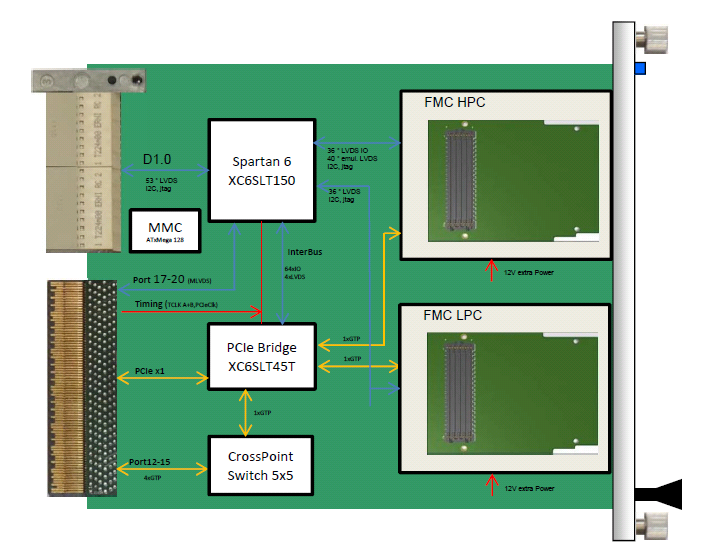 FMC HPC
Spartan 6
XC6SLT150
36 * LVDS IO
40 * emul. LVDS
I2C, jtag
D1.0
53 * LVDS
I2C, jtag
36 * LVDS
I2C, jtag
MMC
ATxMega 128
InterBus
64xIO
4xLVDS
Port 17-20 (MLVDS)
12V extra Power
Timing (TCLK A+B,PCIeClk)
FMC LPC
PCIe Bridge
XC6SLT45T
1xGTP
1xGTP
PCIe x1
1xGTP
CrossPoint
Switch 5x5
Port12-15
4xGTP
12V extra Power